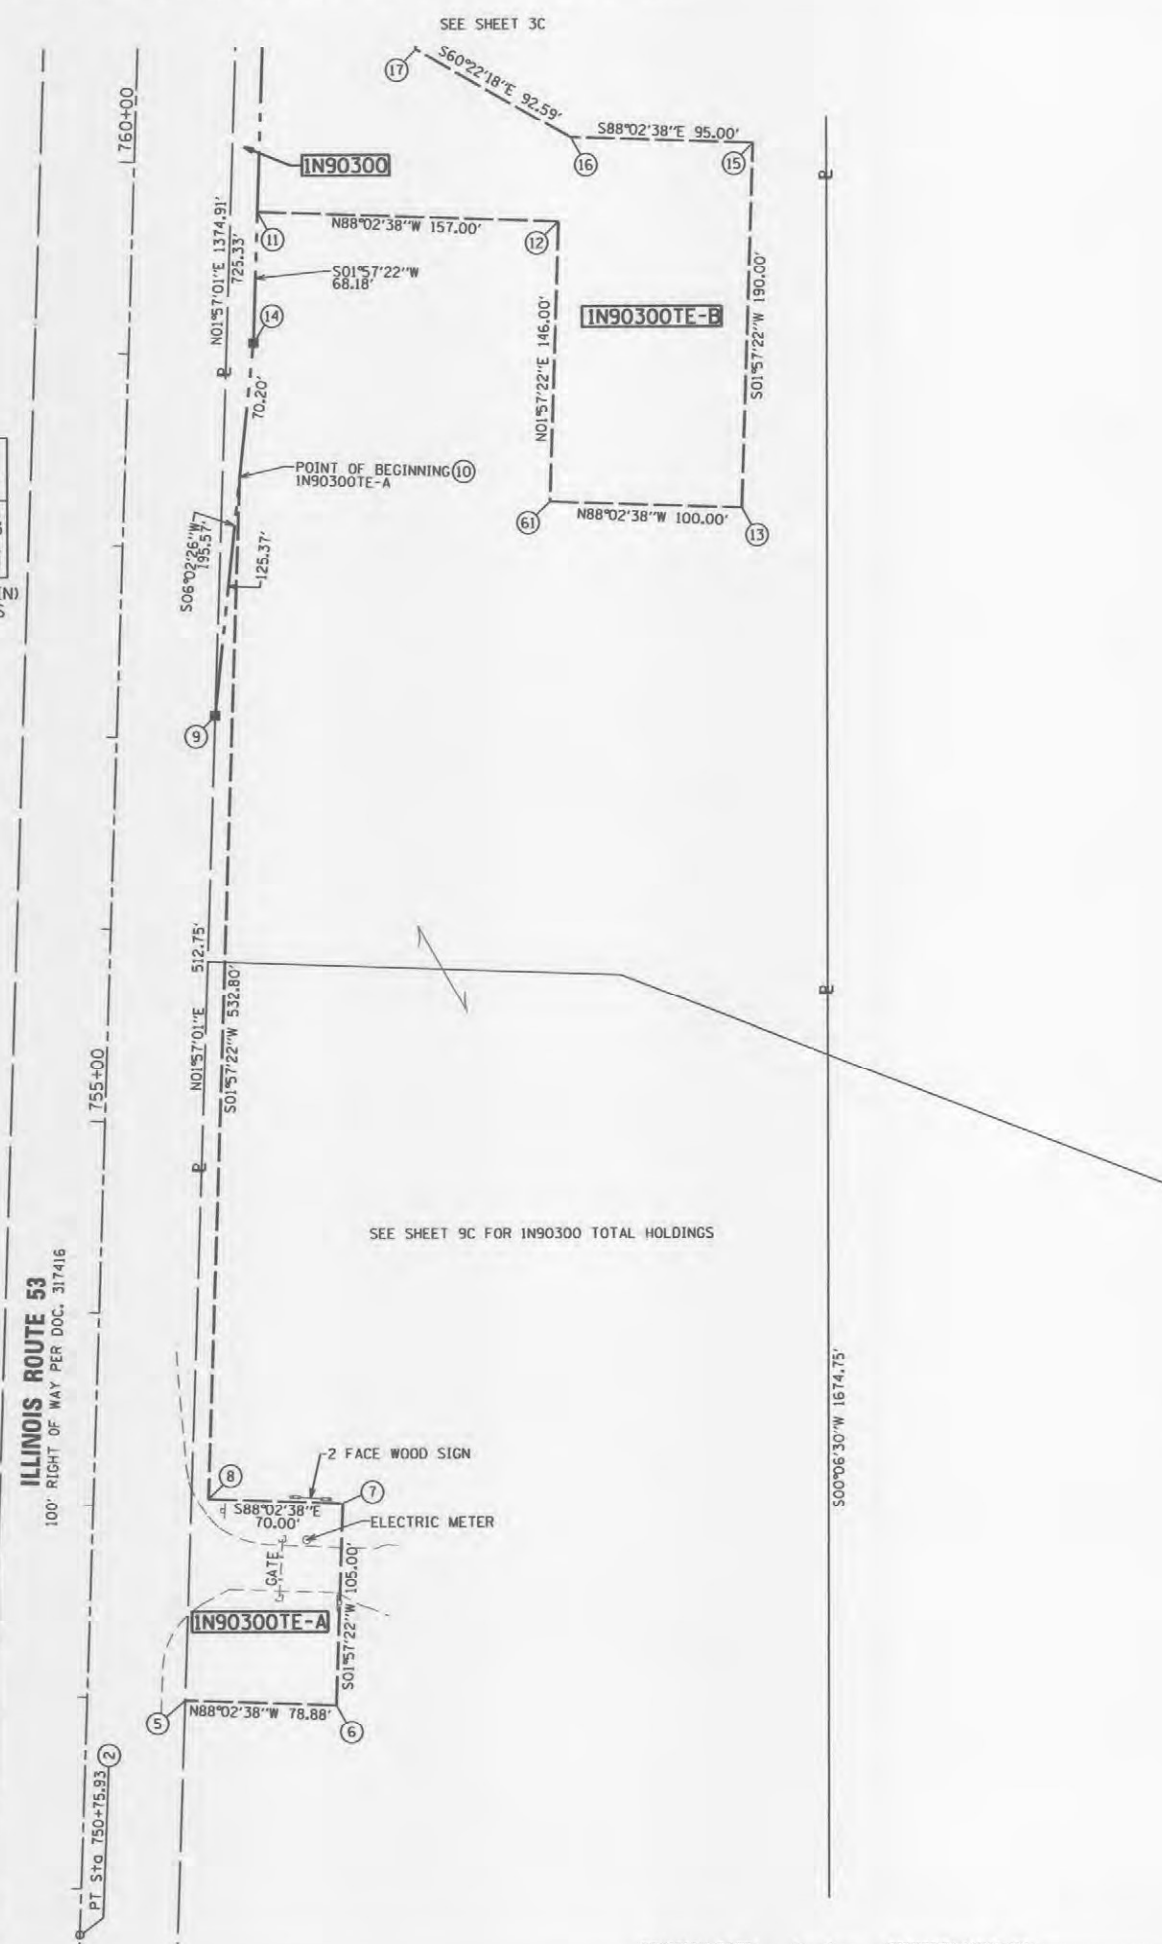 SEE SHEET 3C
17
S60°22'18"E 92.59'
S88°02'38"E 95.00'
16
15
760+00
1N90300
N01°57'01"E 1374.91'
725.33'
11
N88°02'38"W 157.00'
12
S01°57'22"W
68.18'
14
1N90300TE-B
S01°57'22"W 190.00'
N01°57'22"E 146.00'
70.20'
POINT OF BEGINNING 10
1N90300TE-A
61
N88°02'38"W 100.00'
13
S06°02'26"W
195.57'
125.37'
9
N01°57'01"E 512.75'
S01°57'22"W 532.80'
755+00
SEE SHEET 9C FOR 1N90300 TOTAL HOLDINGS
ILLINOIS ROUTE 53
100' RIGHT OF WAY PER DOC. 317416
S00°06'30"W 1674.75'
2 FACE WOOD SIGN
8
7
S88°02'38"E
70.00'
ELECTRIC METER
GATE
S01°57'22"W 105.00'
1N90300TE-A
5
N88°02'38"W 78.88'
6
PT Sta 750+75.93 2